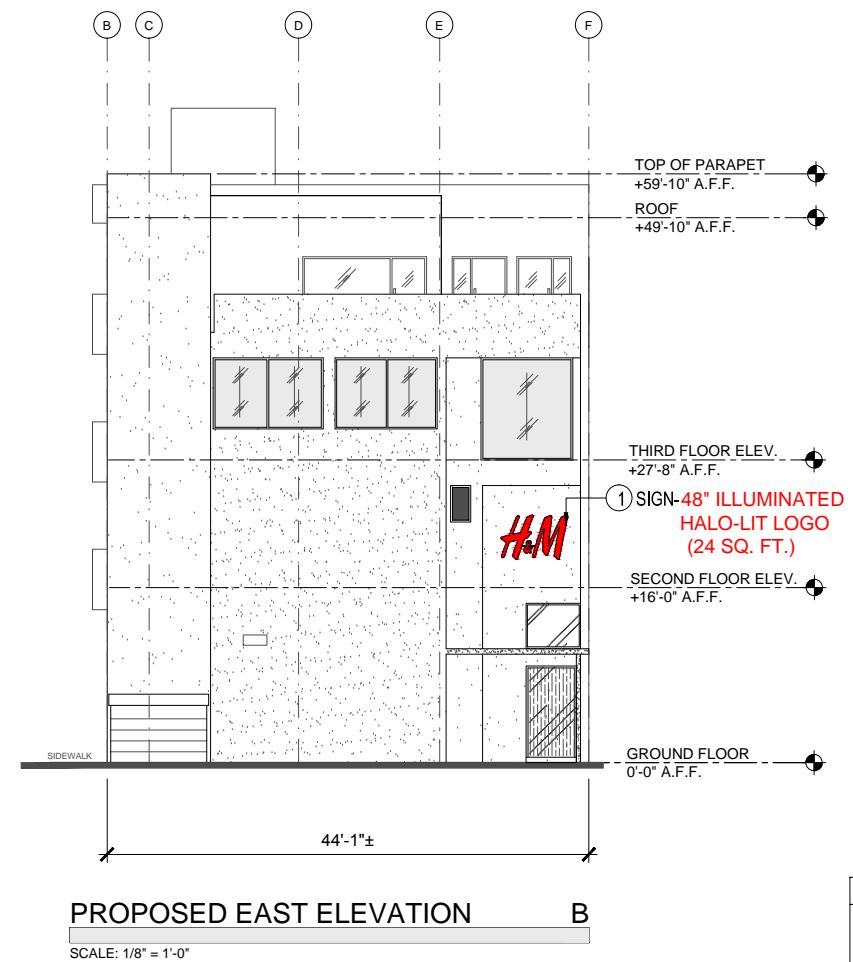 B C D E F
TOP OF PARAPET
+59'-10" A.F.F.
ROOF
+49'-10" A.F.F.
THIRD FLOOR ELEV.
+27'-8" A.F.F.
1 SIGN-48" ILLUMINATED
HALO-LIT LOGO
(24 SQ. FT.)
H&M
SECOND FLOOR ELEV.
+16'-0" A.F.F.
SIDEWALK
GROUND FLOOR
0'-0" A.F.F.
44'-1"±
PROPOSED EAST ELEVATION B
SCALE: 1/8" = 1'-0"